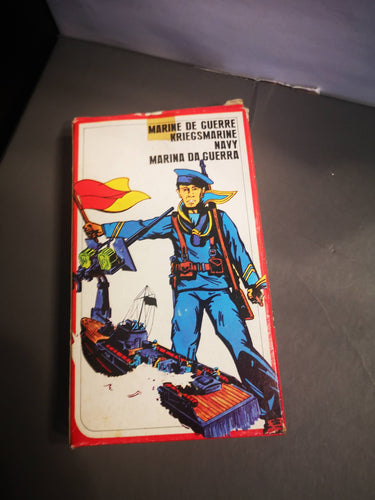 MARINE DE GUERRE
KRIEGSMARINE
NAVY
MARINA DA GUERRA